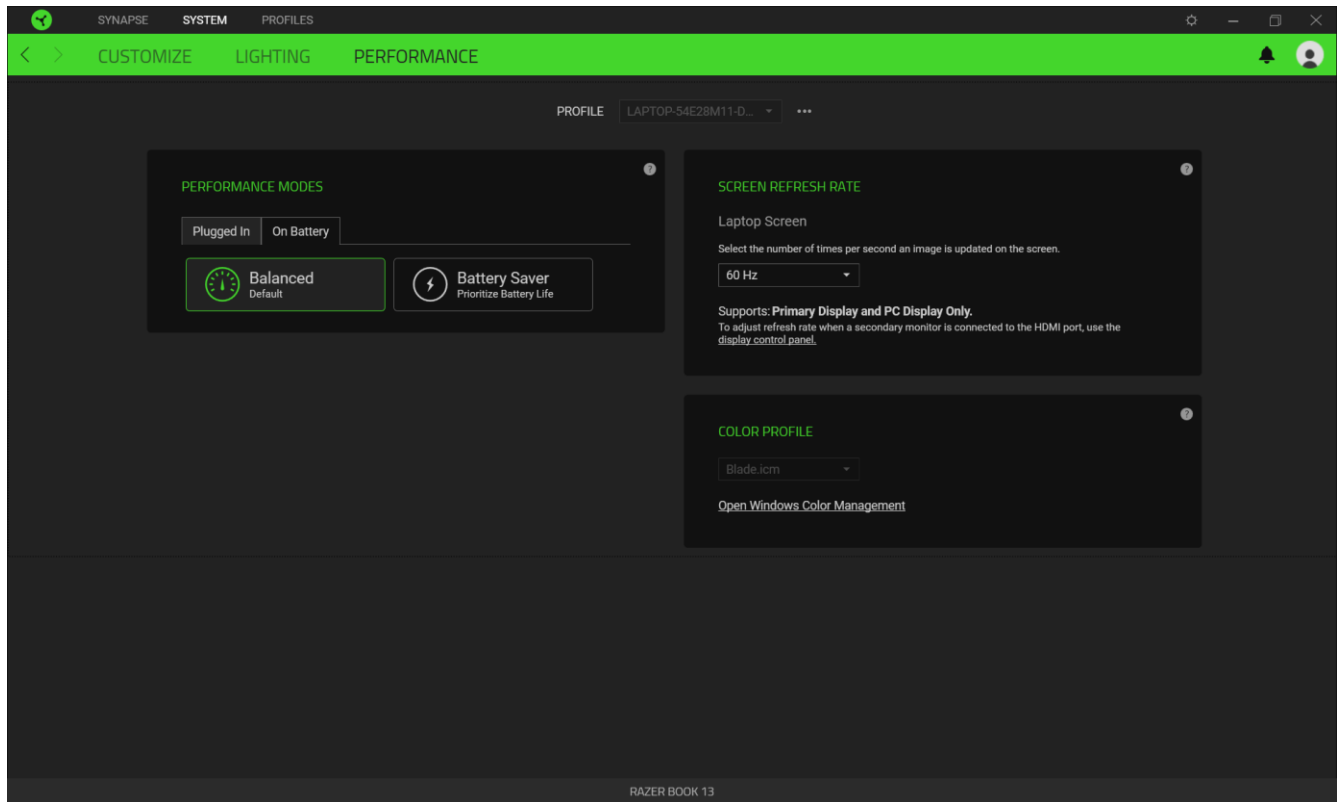 SYNAPSE SYSTEM PROFILES
CUSTOMIZE LIGHTING PERFORMANCE
PROFILE LAPTOP-54E28M11-D... •••
PERFORMANCE MODES
Plugged In On Battery
Balanced
Default
Battery Saver
Prioritize Battery Life
SCREEN REFRESH RATE
Laptop Screen
Select the number of times per second an image is updated on the screen.
60 Hz
Supports: Primary Display and PC Display Only.
To adjust refresh rate when a secondary monitor is connected to the HDMI port, use the
display control panel.
COLOR PROFILE
Blade.icm
Open Windows Color Management
RAZER BOOK 13